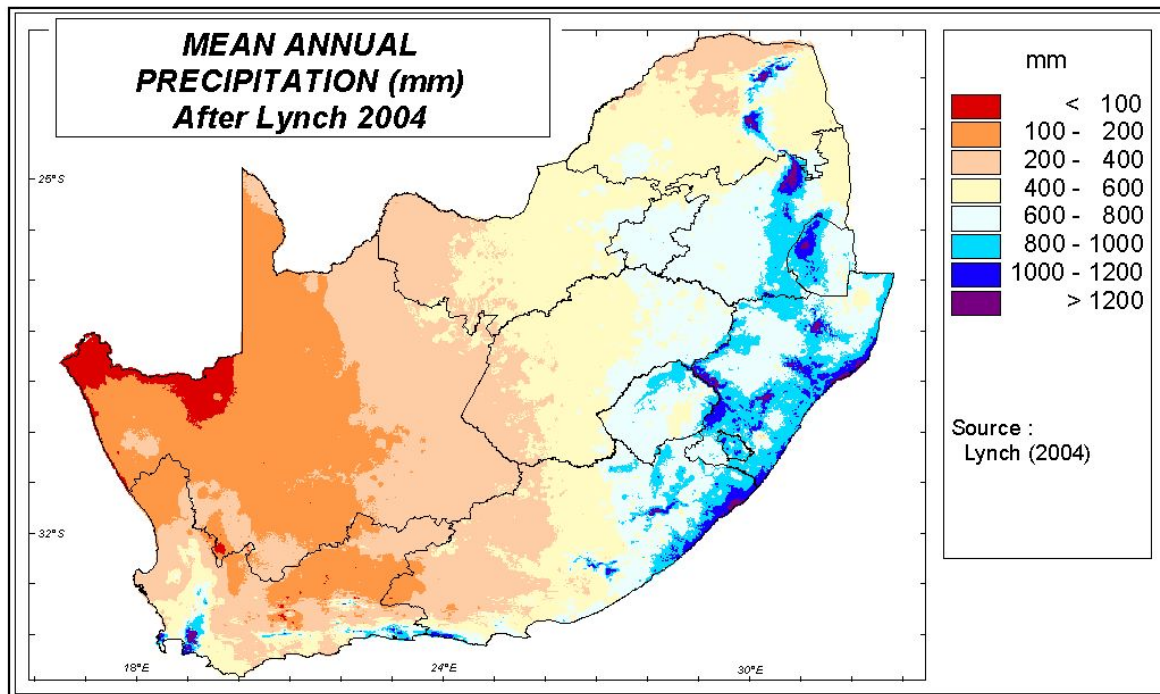 MEAN ANNUAL
PRECIPITATION (mm)
After Lynch 2004
mm
< 100
100 - 200
200 - 400
400 - 600
600 - 800
800 - 1000
1000 - 1200
> 1200
Source :
Lynch (2004)
26°S
32°S
18°E
24°E
30°E